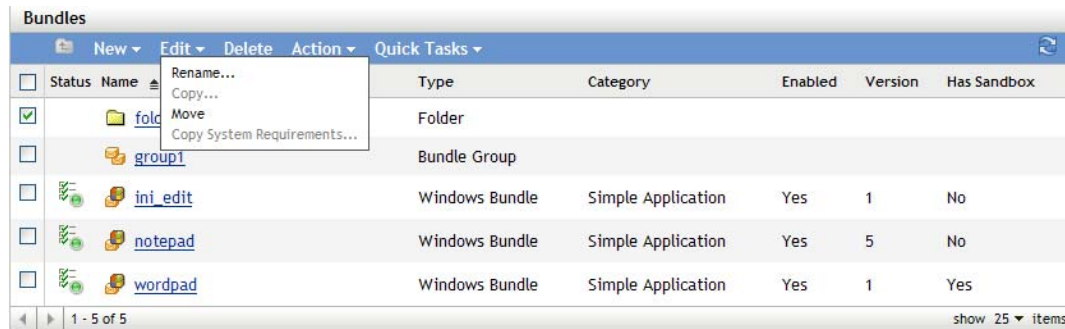 Bundles
New Edit Delete Action Quick Tasks
Status Name Type Category Enabled Version Has Sandbox
Rename...
Copy...
Move
Copy System Requirements...
Folder
group1 Bundle Group
ini_edit Windows Bundle Simple Application Yes 1 No
notepad Windows Bundle Simple Application Yes 5 No
wordpad Windows Bundle Simple Application Yes 1 Yes
1 - 5 of 5 show 25 items